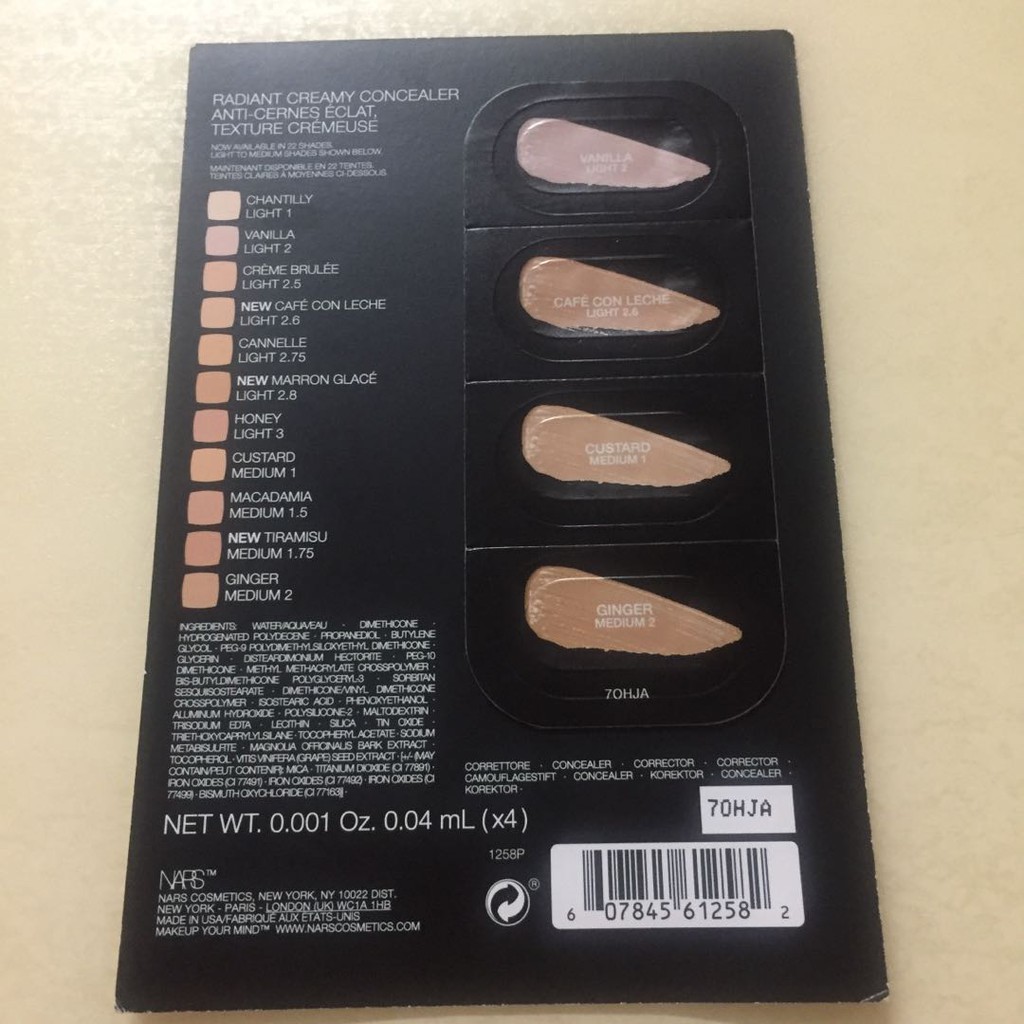 RADIANT CREAMY CONCEALER
ANTI-CERNES ÉCLAT,
TEXTURE CRÉMEUSE
NOW AVAILABLE IN 22 SHADES.
LIGHT TO MEDIUM SHADES SHOWN BELOW.
MAINTENANT DISPONIBLE EN 22 TEINTES.
TEINTES CLAIRES À MOYENNES CI-DESSOUS.
CHANTILLY
LIGHT 1
VANILLA
LIGHT 2
CRÈME BRULÉE
LIGHT 2.5
NEW CAFÉ CON LECHE
LIGHT 2.6
CANNELLE
LIGHT 2.75
NEW MARRON GLACÉ
LIGHT 2.8
HONEY
LIGHT 3
CUSTARD
MEDIUM 1
MACADAMIA
MEDIUM 1.5
NEW TIRAMISU
MEDIUM 1.75
GINGER
MEDIUM 2
INGREDIENTS: WATER/AQUA/EAU · DIMETHICONE ·
HYDROGENATED POLYDECENE · PROPANEDIOL · BUTYLENE
GLYCOL · PEG-9 POLYDIMETHYLSILOXYETHYL DIMETHICONE ·
GLYCERIN · DISTEARDIMONIUM HECTORITE · PEG-10
DIMETHICONE · METHYL METHACRYLATE CROSSPOLYMER ·
BIS-BUTYLDIMETHICONE POLYGLYCERYL-3 · SORBITAN
SESQUIISOSTEARATE · DIMETHICONE/VINYL DIMETHICONE
CROSSPOLYMER · ISOSTEARIC ACID · PHENOXYETHANOL ·
ALUMINUM HYDROXIDE · POLYSILICONE-2 · MALTODEXTRIN ·
TRISODIUM EDTA · LECITHIN · SILICA · TIN OXIDE ·
TRIETHOXYCAPRYLYLSILANE · TOCOPHERYL ACETATE · SODIUM
METABISULFITE · MAGNOLIA OFFICINALIS BARK EXTRACT ·
TOCOPHEROL · VITIS VINIFERA (GRAPE) SEED EXTRACT · [+/- (MAY
CONTAIN/PEUT CONTENIR): MICA · TITANIUM DIOXIDE (CI 77891) ·
IRON OXIDES (CI 77491) · IRON OXIDES (CI 77492) · IRON OXIDES (CI
77499) · BISMUTH OXYCHLORIDE (CI 77163)] ·
NET WT. 0.001 Oz. 0.04 mL (x4)
NARS™
NARS COSMETICS, NEW YORK, NY 10022 DIST.
NEW YORK - PARIS - LONDON (UK) WC1A 1HB
MADE IN USA/FABRIQUÉ AUX ÉTATS-UNIS
MAKEUP YOUR MIND™ WWW.NARSCOSMETICS.COM
VANILLA
LIGHT 2
CAFÉ CON LECHE
LIGHT 2.6
CUSTARD
MEDIUM 1
GINGER
MEDIUM 2
7OHJA
CORRETTORE · CONCEALER · CORRECTOR · CORRECTOR ·
CAMOUFLAGESTIFT · CONCEALER · KOREKTOR · CONCEALER ·
KOREKTOR ·
7OHJA
1258P
®
6 07845 61258 2